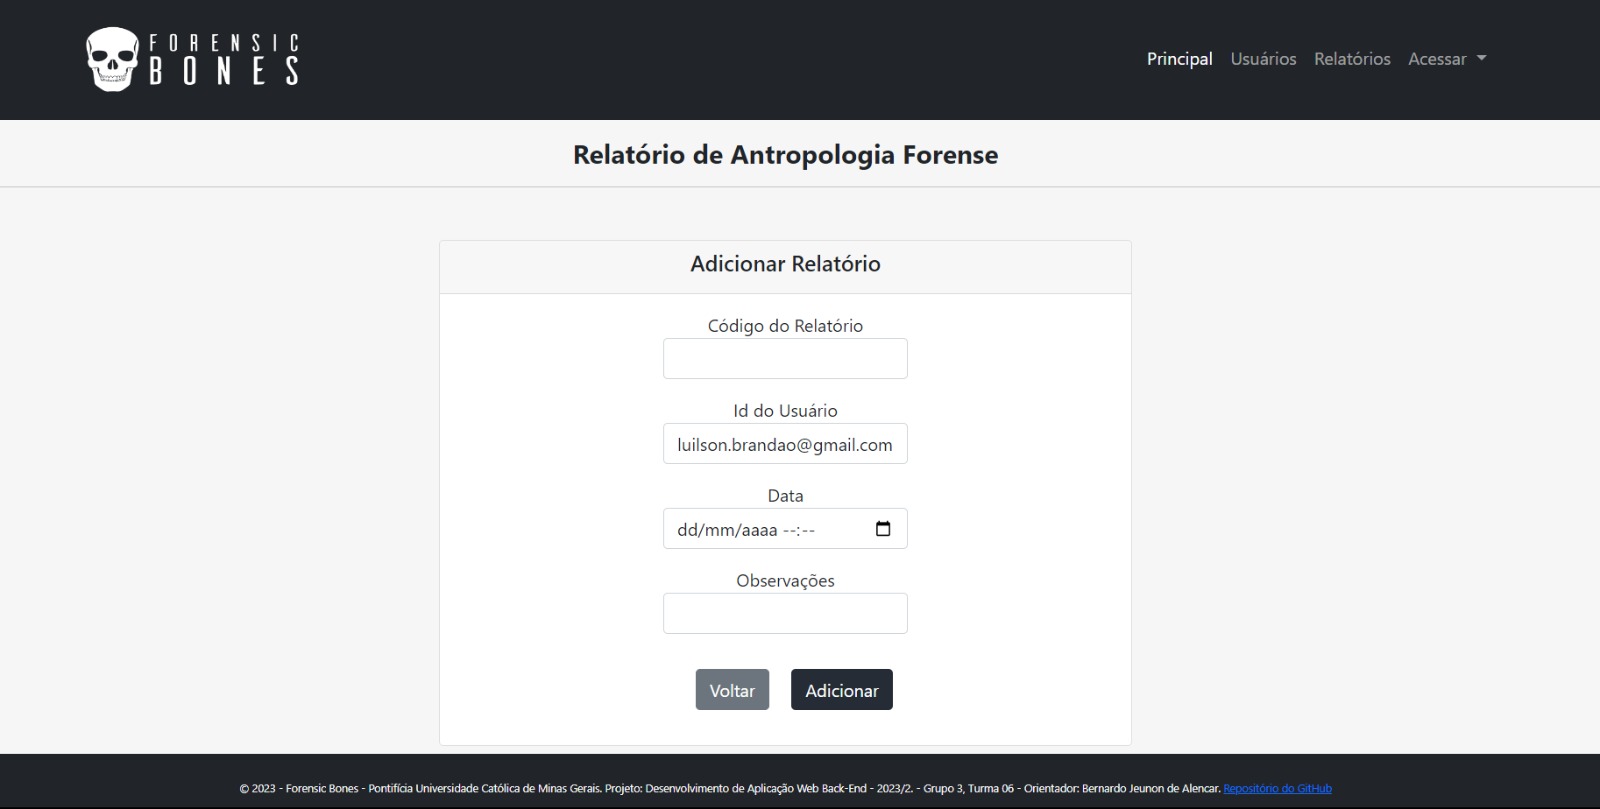 FORENSIC
BONES
Principal Usuários Relatórios Acessar
Relatório de Antropologia Forense
Adicionar Relatório
Código do Relatório
Id do Usuário
luilson.brandao@gmail.com
Data
dd/mm/aaaa --:--
Observações
Voltar Adicionar
© 2023 - Forensic Bones - Pontifícia Universidade Católica de Minas Gerais. Projeto: Desenvolvimento de Aplicação Web Back-End - 2023/2. - Grupo 3, Turma 06 - Orientador: Bernardo Jeunon de Alencar. Repositório do GitHub